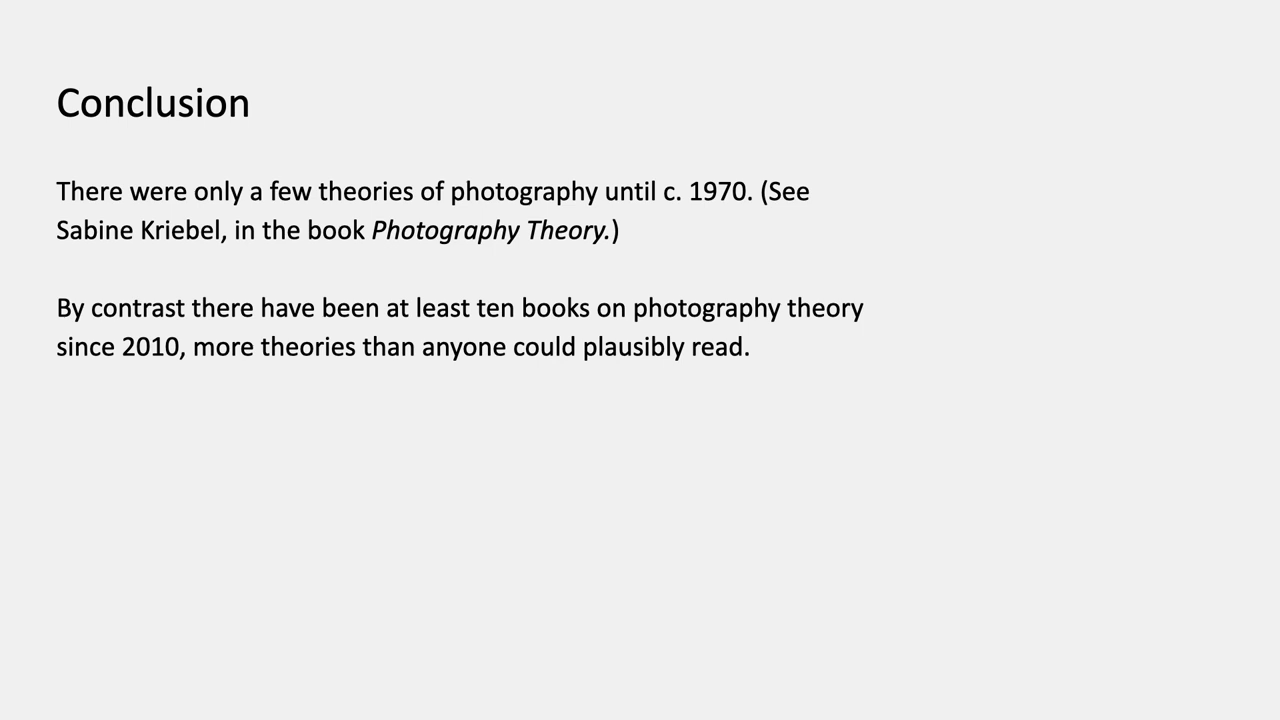 Conclusion
There were only a few theories of photography until c. 1970. (See
Sabine Kriebel, in the book Photography Theory.)
By contrast there have been at least ten books on photography theory
since 2010, more theories than anyone could plausibly read.